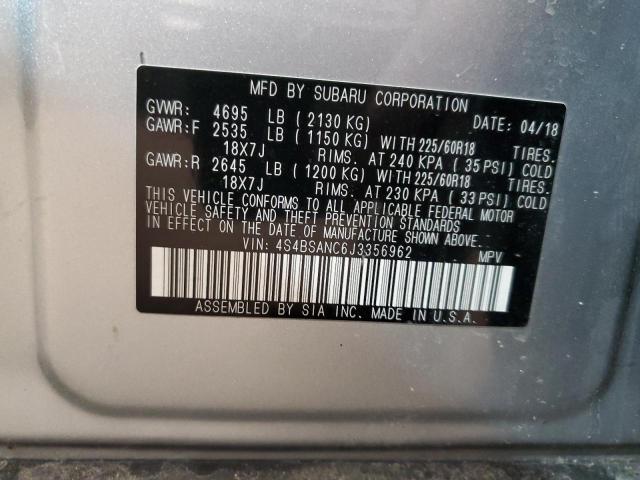 MFD BY SUBARU CORPORATION
GVWR: 4695 LB ( 2130 KG) DATE: 04/18
GAWR:F 2535 LB ( 1150 KG) WITH 225/60R18 TIRES.
18X7J RIMS. AT 240 KPA ( 35 PSI) COLD
GAWR:R 2645 LB ( 1200 KG) WITH 225/60R18 TIRES.
18X7J RIMS. AT 230 KPA ( 33 PSI) COLD
THIS VEHICLE CONFORMS TO ALL APPLICABLE FEDERAL MOTOR
VEHICLE SAFETY AND THEFT PREVENTION STANDARDS
IN EFFECT ON THE DATE OF MANUFACTURE SHOWN ABOVE.
VIN: 4S4BSANC6J3356962 MPV
ASSEMBLED BY SIA INC. MADE IN U.S.A.